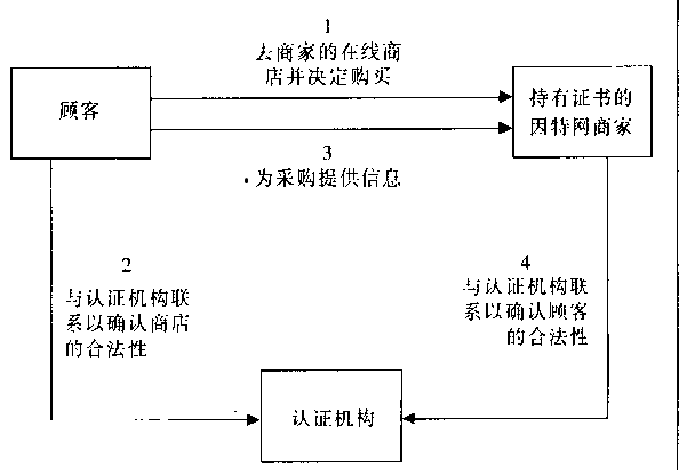 1
去商家的在线商
店并决定购买
顾客
持有证书的
因特网商家
3
为采购提供信息
2
与认证机构联
系以确认商店
的合法性
4
与认证机构联
系以确认顾客
的合法性
认证机构